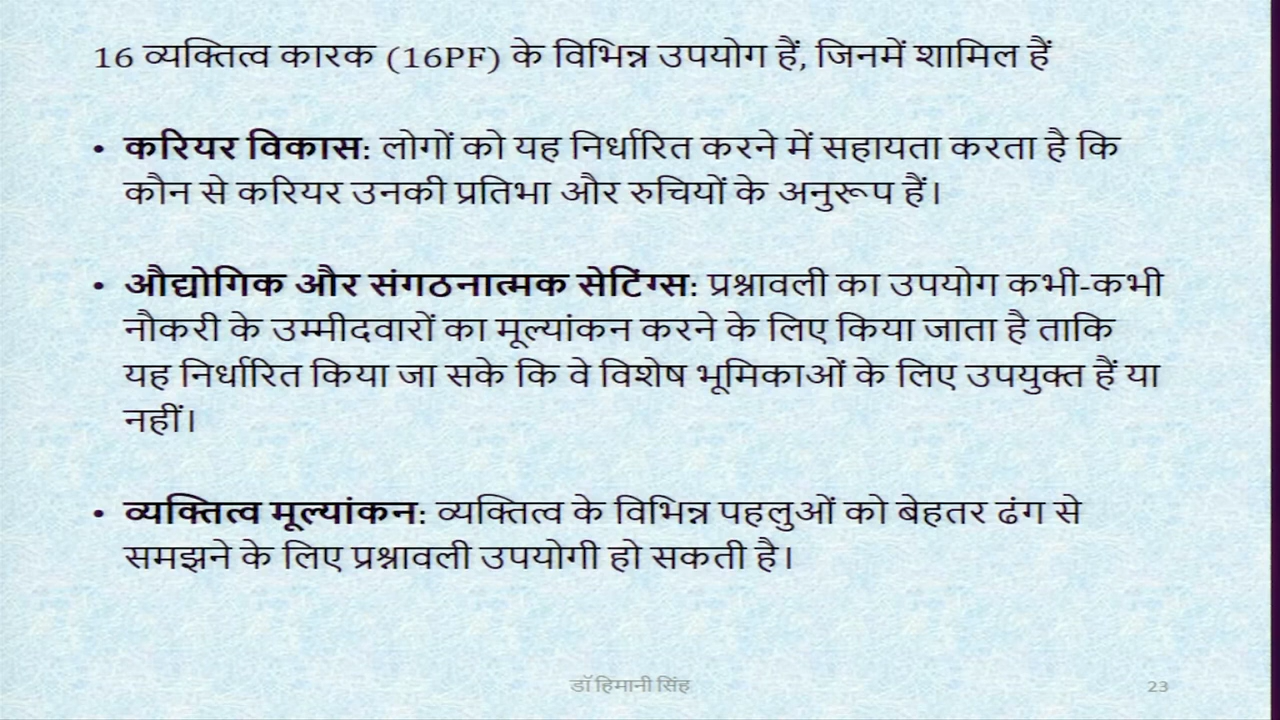 16 व्यक्तित्व कारक (16PF) के विभिन्न उपयोग हैं, जिनमें शामिल हैं
• करियर विकास: लोगों को यह निर्धारित करने में सहायता करता है कि
कौन से करियर उनकी प्रतिभा और रुचियों के अनुरूप हैं।
• औद्योगिक और संगठनात्मक सेटिंग्स: प्रश्नावली का उपयोग कभी-कभी
नौकरी के उम्मीदवारों का मूल्यांकन करने के लिए किया जाता है ताकि
यह निर्धारित किया जा सके कि वे विशेष भूमिकाओं के लिए उपयुक्त हैं या
नहीं।
• व्यक्तित्व मूल्यांकन: व्यक्तित्व के विभिन्न पहलुओं को बेहतर ढंग से
समझने के लिए प्रश्नावली उपयोगी हो सकती है।
डॉ हिमानी सिंह 23